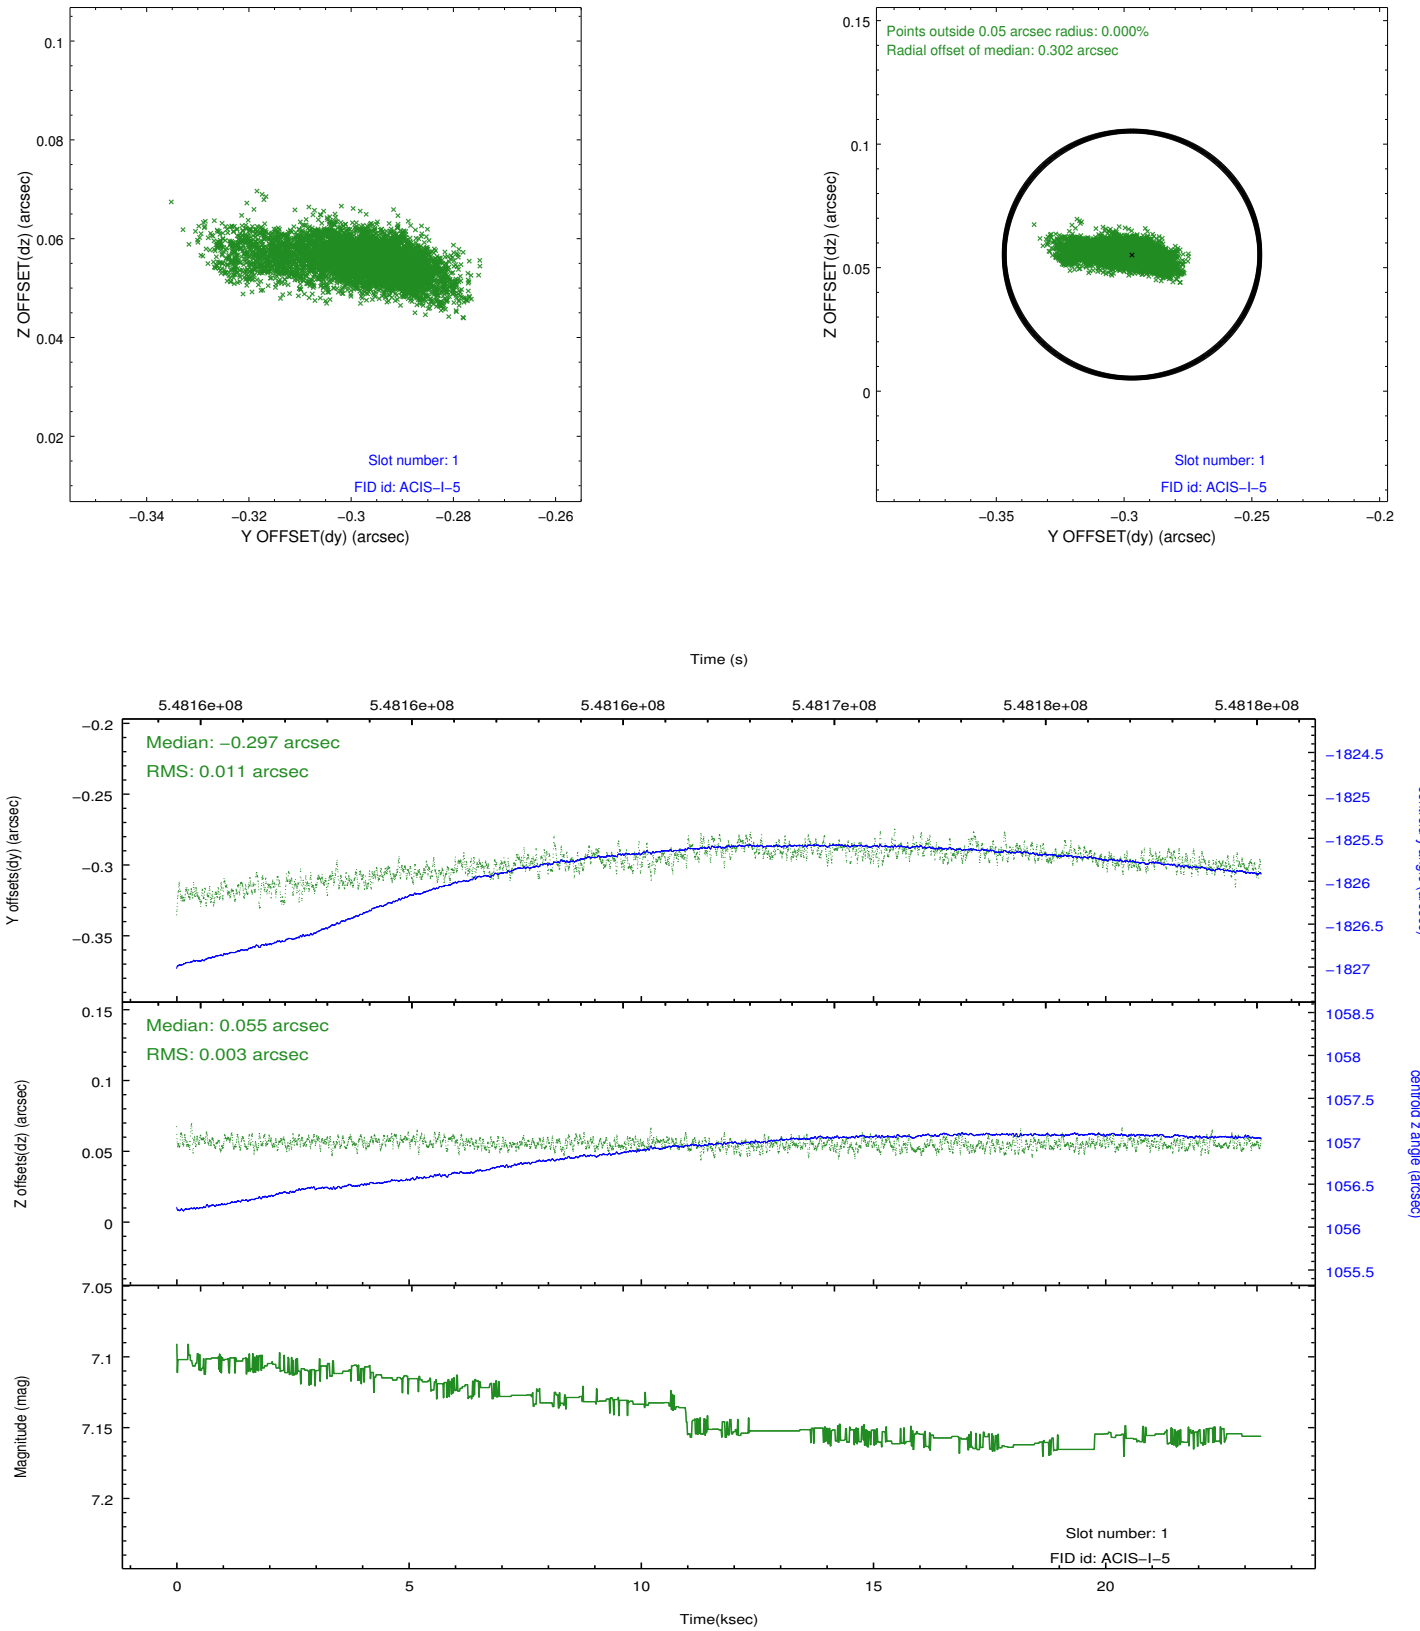 0.1
0.08
0.06
0.04
0.02
Z OFFSET(dz) (arcsec)
Slot number: 1
FID id: ACIS−I−5
−0.34 −0.32 −0.3 −0.28 −0.26
Y OFFSET(dy) (arcsec)
Points outside 0.05 arcsec radius: 0.000%
Radial offset of median: 0.302 arcsec
0.15
0.1
0.05
0
Z OFFSET(dz) (arcsec)
Slot number: 1
FID id: ACIS−I−5
−0.35 −0.3 −0.25 −0.2
Y OFFSET(dy) (arcsec)
Time (s)
5.4816e+08 5.4816e+08 5.4816e+08 5.4817e+08 5.4818e+08 5.4818e+08
Median: −0.297 arcsec
RMS: 0.011 arcsec
−0.2
−0.25
−0.3
−0.35
Y offsets(dy) (arcsec)
−1824.5
−1825
−1825.5
−1826
−1826.5
−1827
Median: 0.055 arcsec
RMS: 0.003 arcsec
0.15
0.1
0.05
0
Z offsets(dz) (arcsec)
1058.5
1058
1057.5
1057
1056.5
1056
1055.5
centroid z angle (arcsec)
7.05
7.1
7.15
7.2
Magnitude (mag)
Slot number: 1
FID id: ACIS−I−5
0 5 10 15 20
Time(ksec)